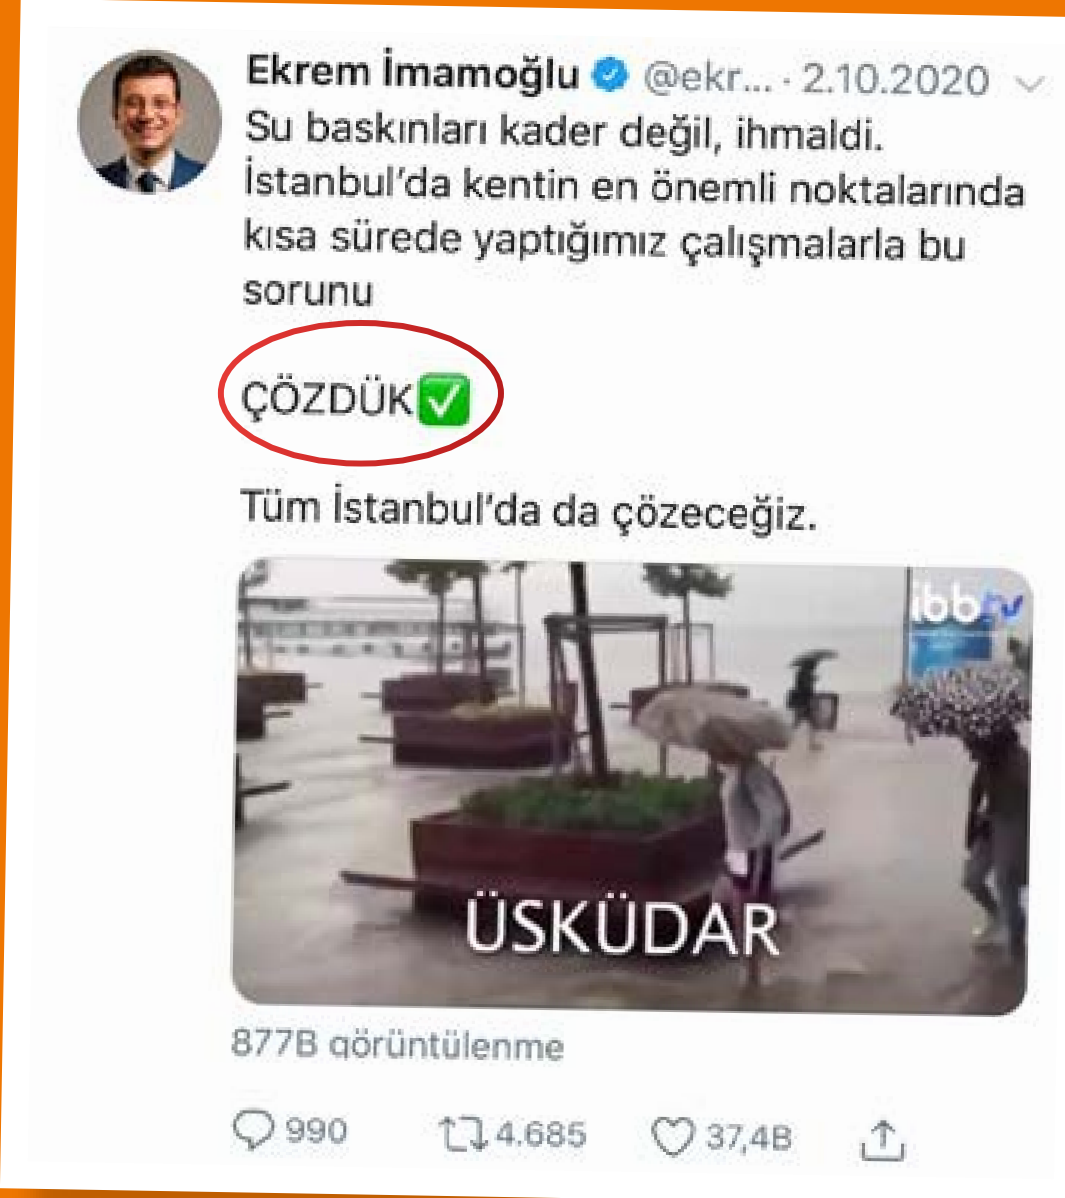 Ekrem İmamoğlu @ekr... · 2.10.2020
Su baskınları kader değil, ihmaldi.
İstanbul'da kentin en önemli noktalarında
kısa sürede yaptığımız çalışmalarla bu
sorunu
ÇÖZDÜK✅
Tüm İstanbul'da da çözeceğiz.
ibb tv
ÜSKÜDAR
877B görüntülenme
990 4.685 37,4B